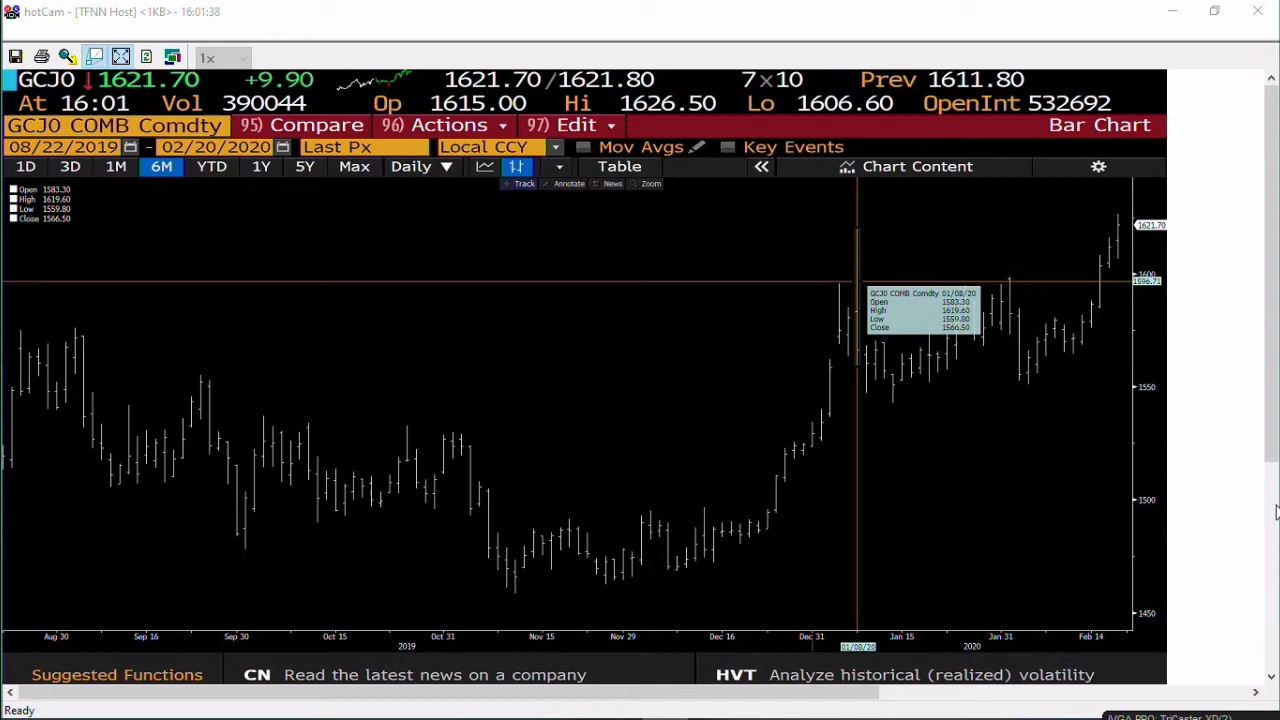 hotCam - [TFNN Host] <1KB> - 16:01:38
1x
GCJ0 ↓1621.70 +9.90 1621.70/1621.80 7x10 Prev 1611.80
At 16:01 Vol 390044 Op 1615.00 Hi 1626.50 Lo 1606.60 OpenInt 532692
GCJ0 COMB Comdty 95) Compare 96) Actions 97) Edit Bar Chart
08/22/2019 - 02/20/2020 Last Px Local CCY Mov Avgs Key Events
1D 3D 1M 6M YTD 1Y 5Y Max Daily ▼ Table « Chart Content
Track Annotate News Zoom
Open 1583.30
High 1619.60
Low 1559.80
Close 1566.50
1621.70
1600
1596.71
GCJ0 COMB Comdty 01/08/20
Open 1583.30
High 1619.60
Low 1559.80
Close 1566.50
1550
1500
1450
Aug 30 Sep 16 Sep 30 Oct 15 Oct 31 Nov 15 Nov 29 Dec 16 Dec 31 Jan 15 Jan 31 Feb 14
2019 01/08/20 2020
Suggested Functions CN Read the latest news on a company HVT Analyze historical (realized) volatility
Ready